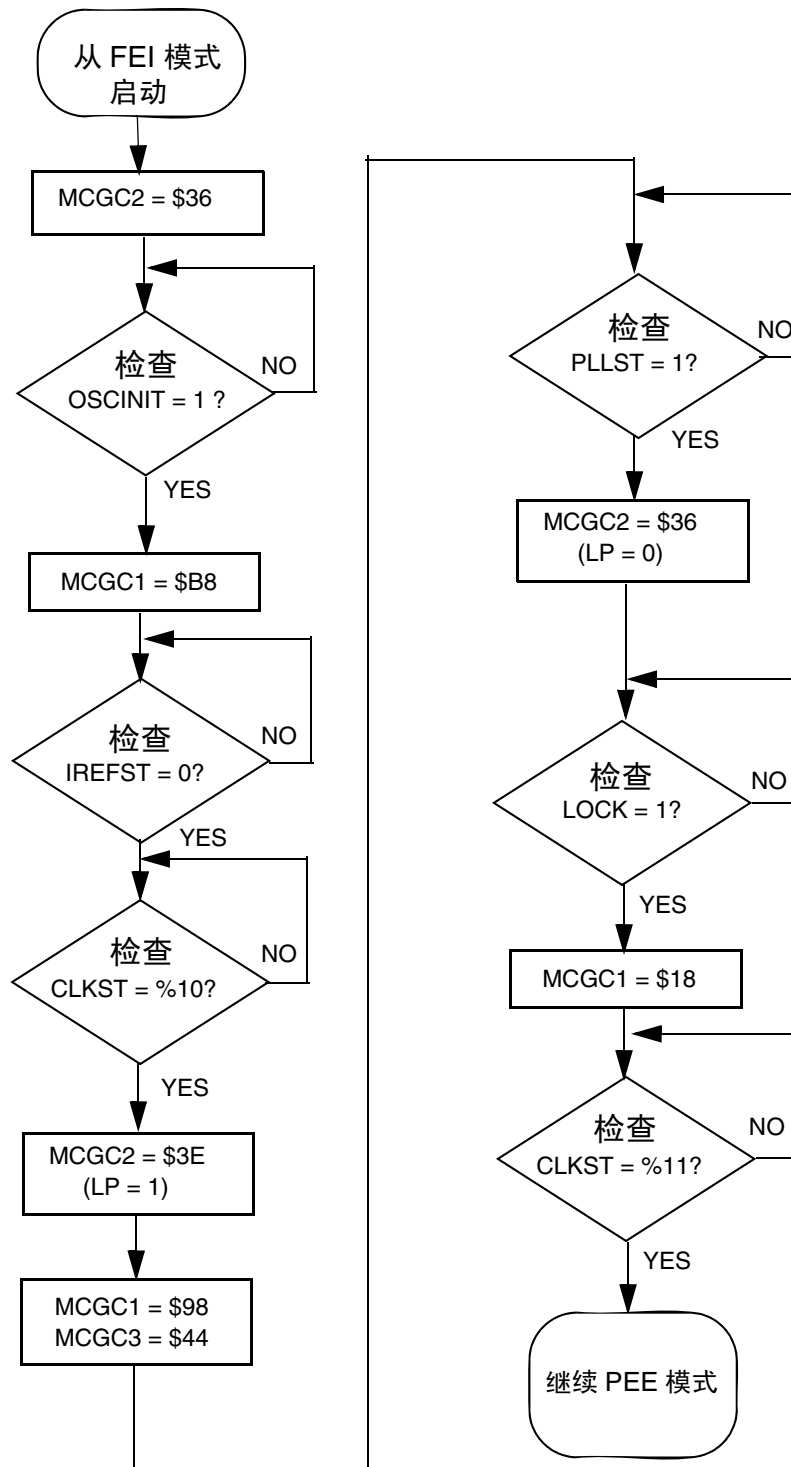 从 FEI 模式
启动
MCGC2 = $36
检查
OSCINIT = 1 ?
NO
YES
MCGC1 = $B8
检查
IREFST = 0?
NO
YES
检查
CLKST = %10?
NO
YES
MCGC2 = $3E
(LP = 1)
MCGC1 = $98
MCGC3 = $44
检查
PLLST = 1?
NO
YES
MCGC2 = $36
(LP = 0)
检查
LOCK = 1?
NO
YES
MCGC1 = $18
检查
CLKST = %11?
NO
YES
继续 PEE 模式